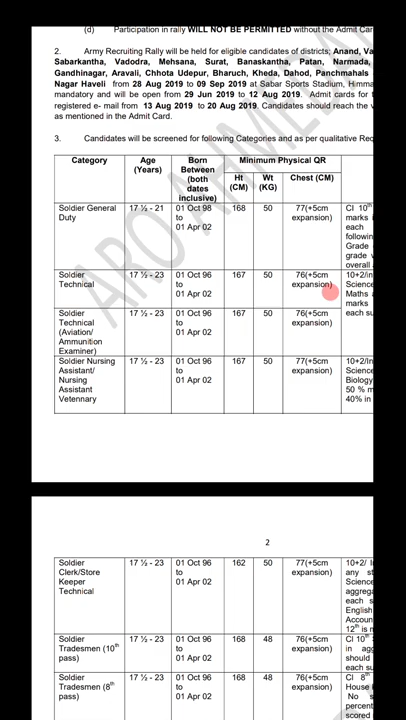 (d) Participation in rally WILL NOT BE PERMITTED without the Admit Car
2. Army Recruiting Rally will be held for eligible candidates of districts; Anand, Va
Sabarkantha, Vadodra, Mehsana, Surat, Banaskantha, Patan, Narmada,
Gandhinagar, Aravali, Chhota Udepur, Bharuch, Kheda, Dahod, Panchmahals
Nagar Haveli from 28 Aug 2019 to 09 Sep 2019 at Sabar Sports Stadium, Himma
mandatory and will be open from 29 Jun 2019 to 12 Aug 2019. Admit cards for t
registered e- mail from 13 Aug 2019 to 20 Aug 2019. Candidates should reach the v
as mentioned in the Admit Card.
3. Candidates will be screened for following Categories and as per qualitative Req
Category Age (Years) Born Between (both dates inclusive) Minimum Physical QR
Ht (CM) Wt (KG) Chest (CM)
Soldier General Duty 17 ½ - 21 01 Oct 98 to 01 Apr 02 168 50 77(+5cm expansion) Cl 10th marks i each followin Grade grade w overall
Soldier Technical 17 ½ - 23 01 Oct 96 to 01 Apr 02 167 50 76(+5cm expansion) 10+2/in Science Maths a marks each su
Soldier Technical (Aviation/ Ammunition Examiner) 17 ½ - 23 01 Oct 96 to 01 Apr 02 167 50 76(+5cm expansion)
Soldier Nursing Assistant/ Nursing Assistant Vetennary 17 ½ - 23 01 Oct 96 to 01 Apr 02 167 50 77(+5cm expansion) 10+2/In Science Biology 50 % m 40% in
2
Soldier Clerk/Store Keeper Technical 17 ½ - 23 01 Oct 96 to 01 Apr 02 162 50 77(+5cm expansion) 10+2/ I any st Science aggrega each s English Accoun 12th is n
Soldier Tradesmen (10th pass) 17 ½ - 23 01 Oct 96 to 01 Apr 02 168 48 76(+5cm expansion) Cl 10th in agg should each su
Soldier Tradesmen (8th pass) 17 ½ - 23 01 Oct 96 to 01 Apr 02 168 48 76(+5cm expansion) Cl 8th House No s percent scored
ARO AHMEDA